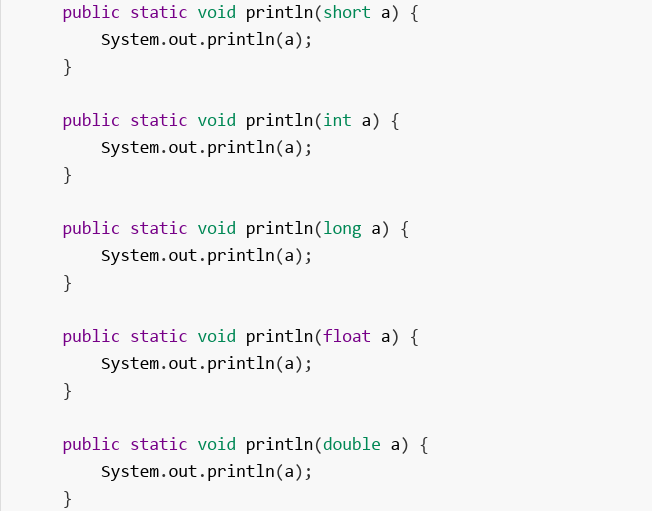 public static void println(short a) {
    System.out.println(a);
}

public static void println(int a) {
    System.out.println(a);
}

public static void println(long a) {
    System.out.println(a);
}

public static void println(float a) {
    System.out.println(a);
}

public static void println(double a) {
    System.out.println(a);
}